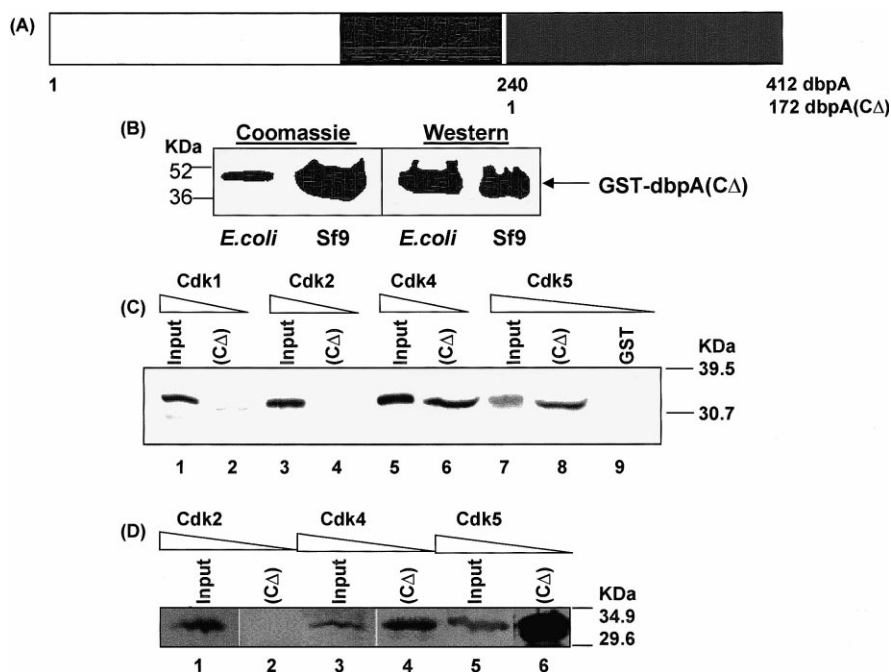 (A)
1 240 412 dbpA
1 172 dbpA(CΔ)
(B) KDa Coomassie Western
52
36
GST-dbpA(CΔ)
E.coli Sf9 E.coli Sf9
Cdk1 Cdk2 Cdk4 Cdk5
(C)
Input (CΔ) Input (CΔ) Input (CΔ) Input (CΔ) GST KDa
39.5
30.7
1 2 3 4 5 6 7 8 9
(D) Cdk2 Cdk4 Cdk5
Input (CΔ) Input (CΔ) Input (CΔ) KDa
34.9
29.6
1 2 3 4 5 6